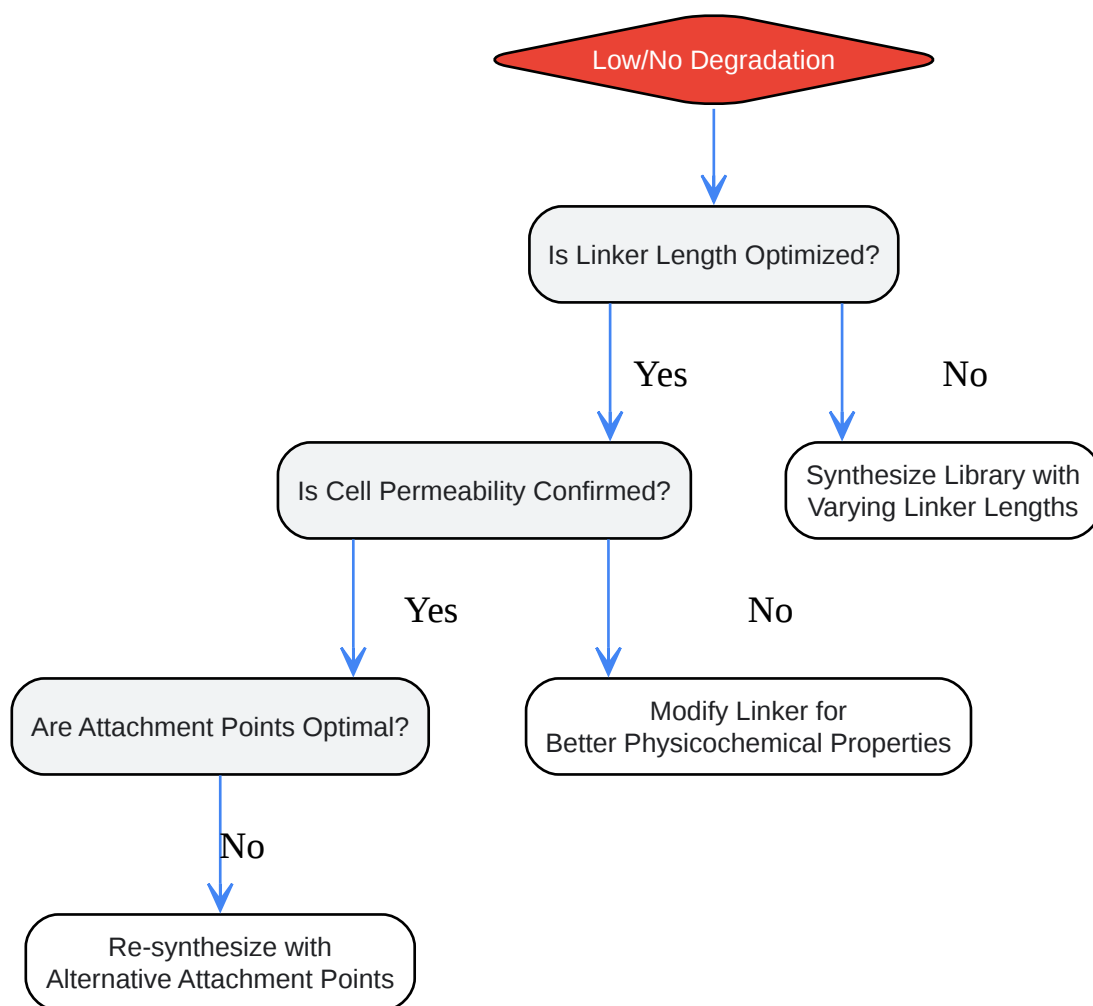 Low/No Degradation
Is Linker Length Optimized?
Yes
No
Is Cell Permeability Confirmed?
Synthesize Library with
Varying Linker Lengths
Yes
No
Are Attachment Points Optimal?
Modify Linker for
Better Physicochemical Properties
No
Re-synthesize with
Alternative Attachment Points